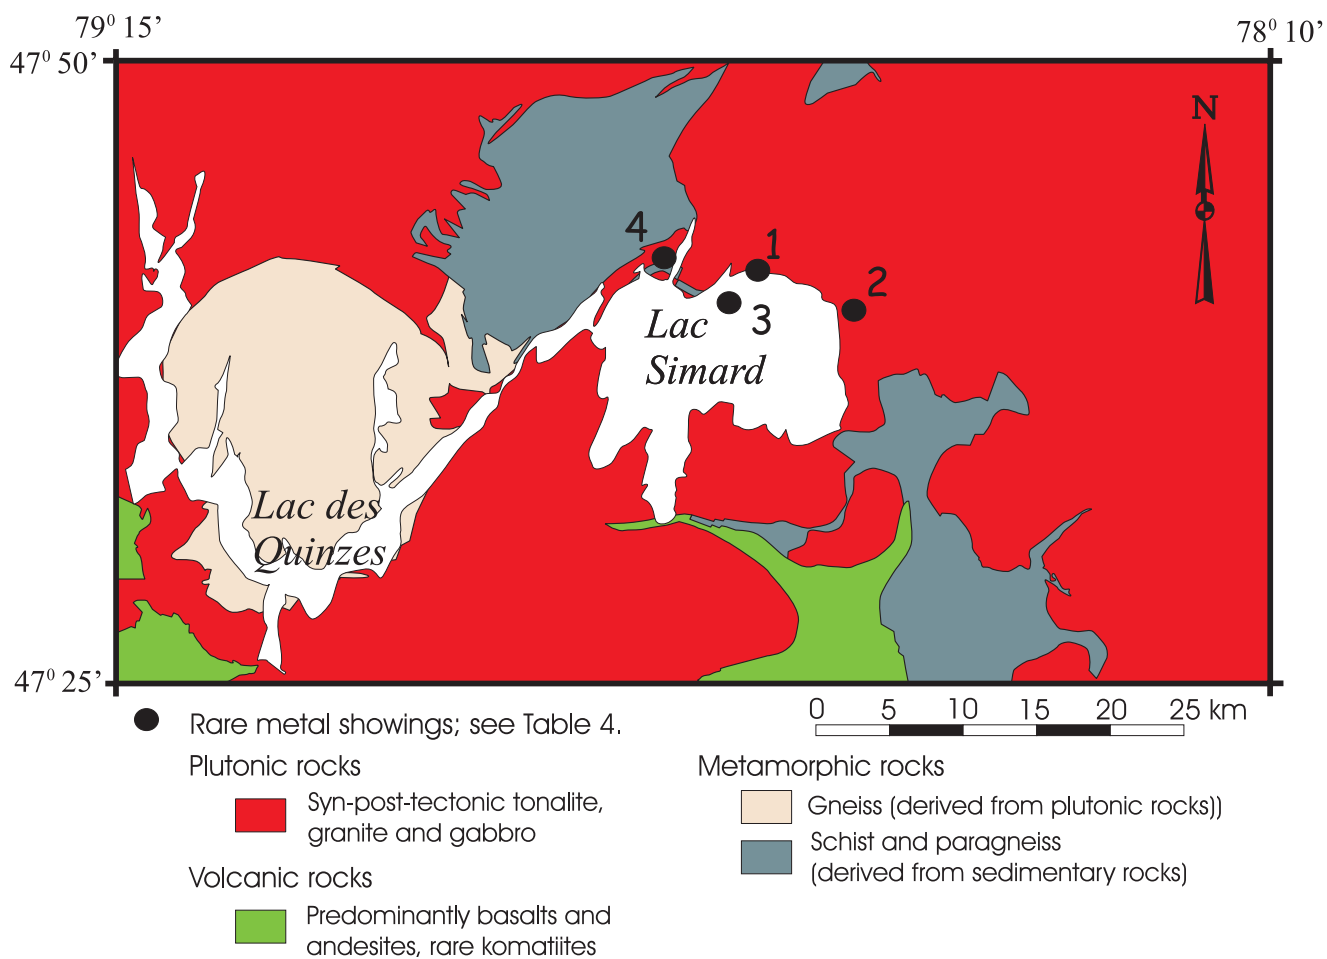 79⁰ 15’
78⁰ 10’
47⁰ 50’
N
4
1
2
3
Lac
Simard
Lac des
Quinzes
47⁰ 25’
0 5 10 15 20 25 km
Rare metal showings; see Table 4.
Plutonic rocks
Syn-post-tectonic tonalite,
granite and gabbro
Volcanic rocks
Predominantly basalts and
andesites, rare komatiites
Metamorphic rocks
Gneiss (derived from plutonic rocks))
Schist and paragneiss
(derived from sedimentary rocks)